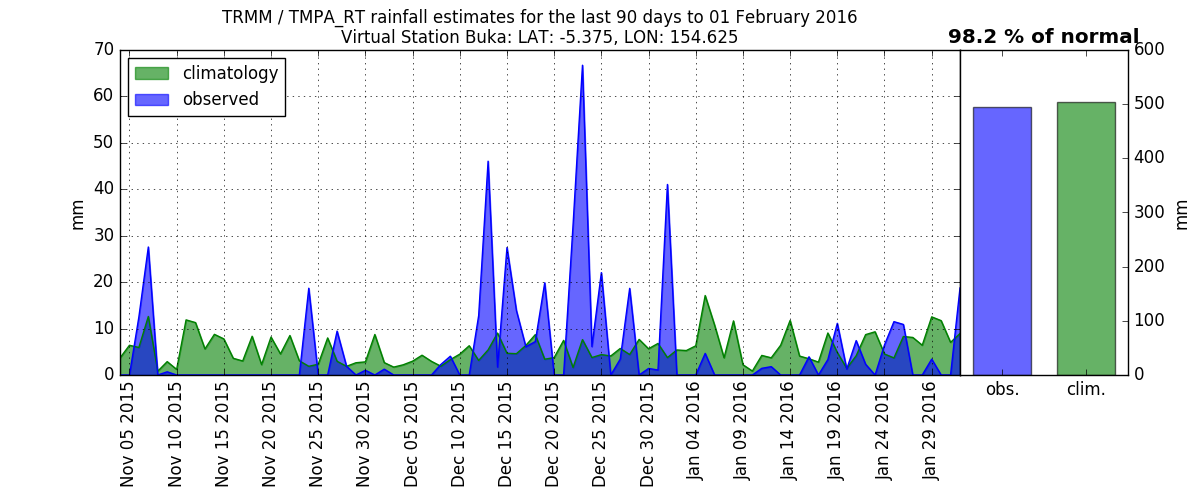 TRMM / TMPA_RT rainfall estimates for the last 90 days to 01 February 2016
Virtual Station Buka: LAT: -5.375, LON: 154.625
98.2 % of normal
climatology
observed
mm
70
60
50
40
30
20
10
0
Nov 05 2015
Nov 10 2015
Nov 15 2015
Nov 20 2015
Nov 25 2015
Nov 30 2015
Dec 05 2015
Dec 10 2015
Dec 15 2015
Dec 20 2015
Dec 25 2015
Dec 30 2015
Jan 04 2016
Jan 09 2016
Jan 14 2016
Jan 19 2016
Jan 24 2016
Jan 29 2016
obs.
clim.
600
500
400
300
200
100
0
mm